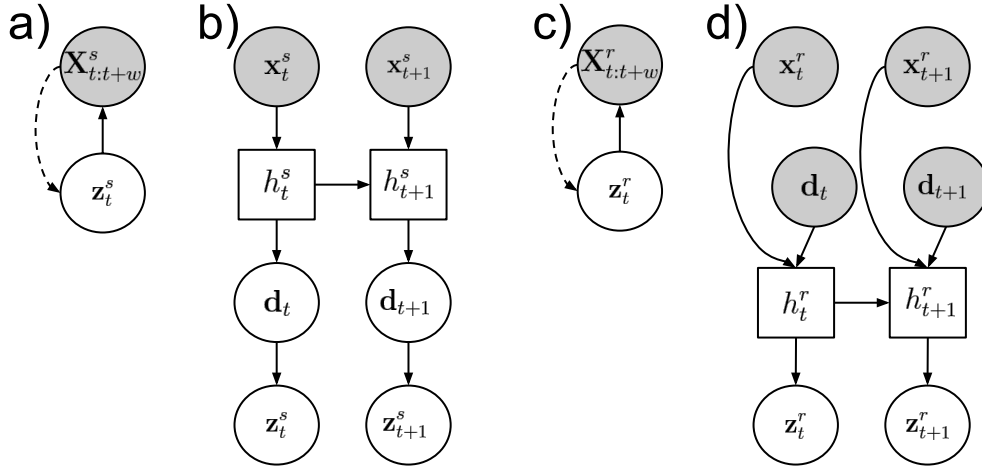 a)
X^s_{t:t+w}
z^s_t
b)
x^s_t x^s_{t+1}
h^s_t h^s_{t+1}
d_t d_{t+1}
z^s_t z^s_{t+1}
c)
X^r_{t:t+w}
z^r_t
d)
x^r_t x^r_{t+1}
d_t d_{t+1}
h^r_t h^r_{t+1}
z^r_t z^r_{t+1}